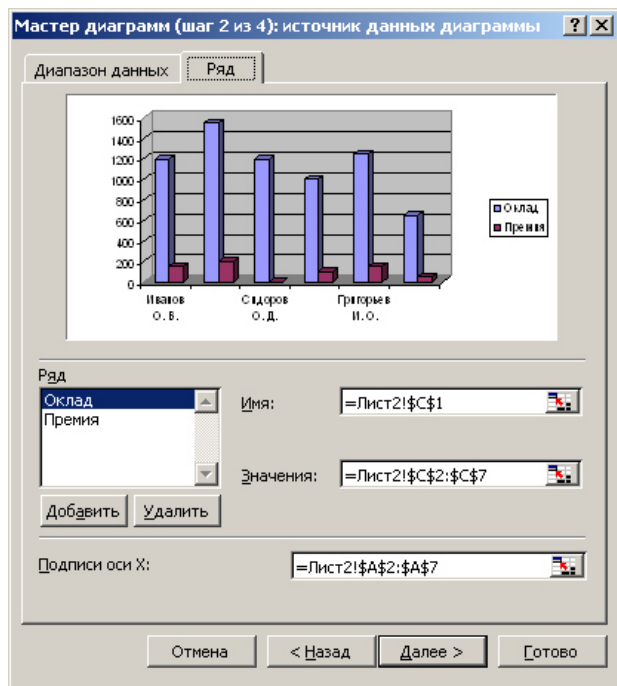 Мастер диаграмм (шаг 2 из 4): источник данных диаграммы
Диапазон данных Ряд
1600
1400
1200
1000
800
600
400
200
0
Иванов О. В.
Сидоров О. Д.
Григорьев И. О.
Оклад
Премия
Ряд
Оклад
Премия
Имя: =Лист2!$C$1
Значения: =Лист2!$C$2:$C$7
Добавить Удалить
Подписи оси X: =Лист2!$A$2:$A$7
Отмена < Назад Далее > Готово